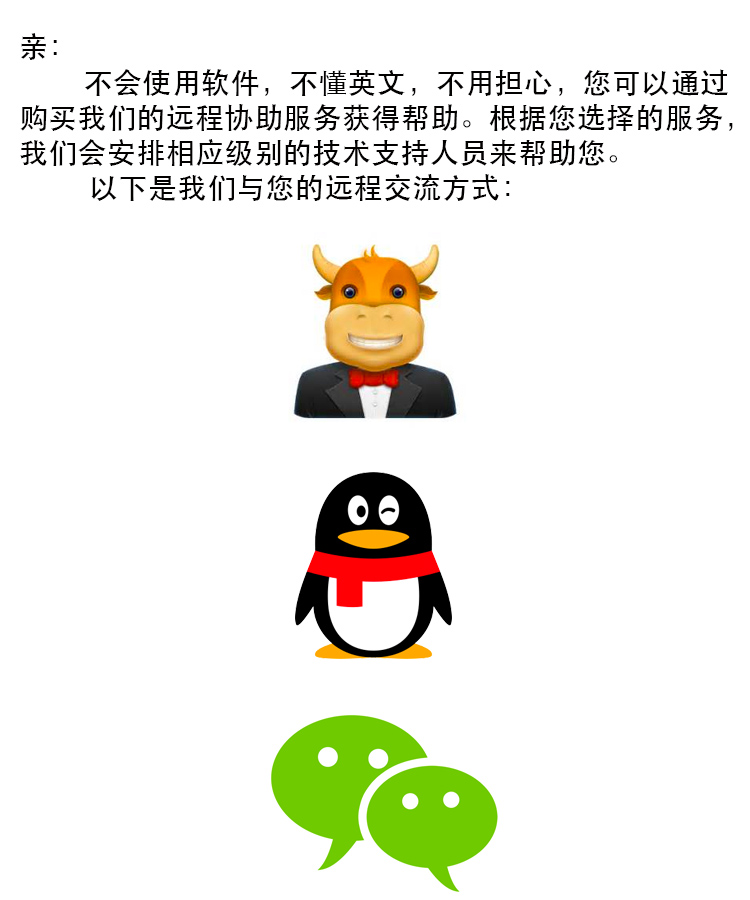 亲：
不会使用软件，不懂英文，不用担心，您可以通过
购买我们的远程协助服务获得帮助。根据您选择的服务，
我们会安排相应级别的技术支持人员来帮助您。
以下是我们与您的远程交流方式：